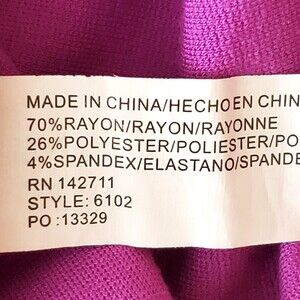 MADE IN CHINA/HECHO EN CHIN
70%RAYON/RAYON/RAYONNE
26%POLYESTER/POLIESTER/PO
4%SPANDEX/ELASTANO/SPANDE
RN 142711
STYLE: 6102
PO :13329